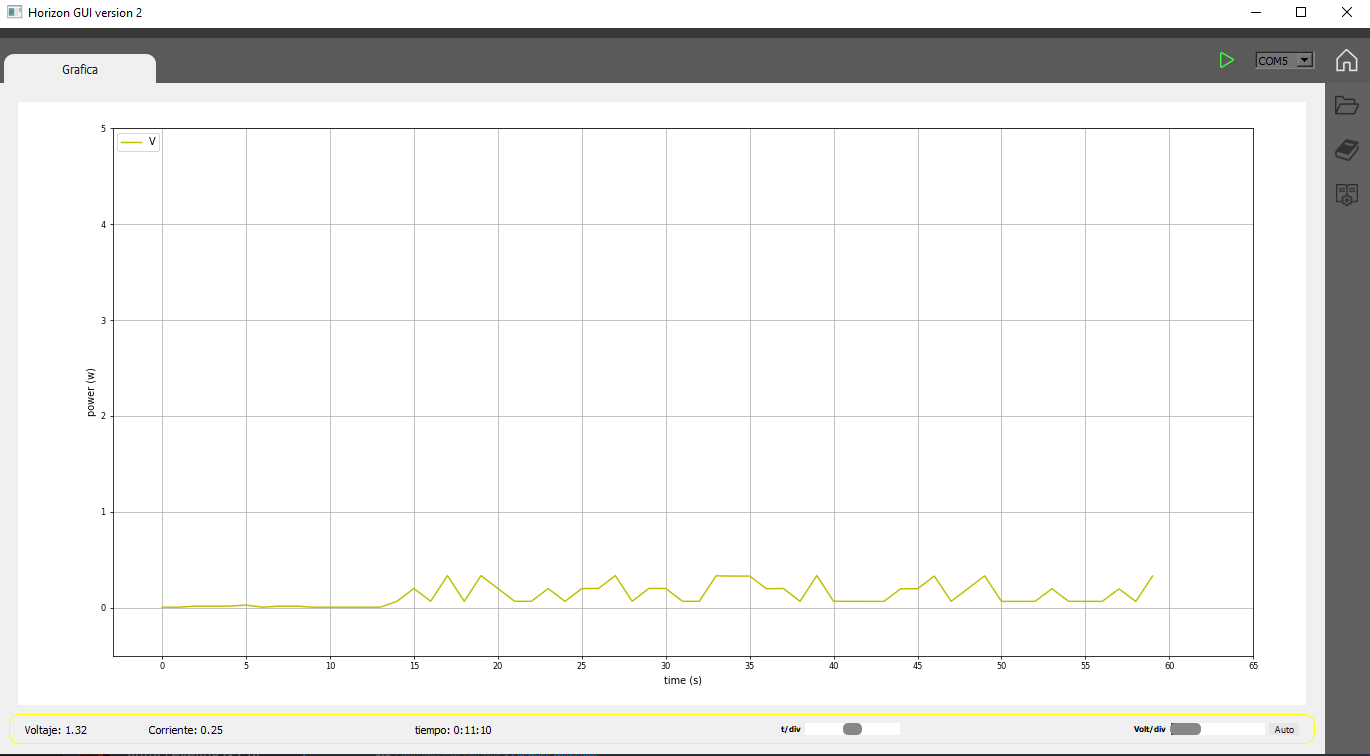 Horizon GUI version 2
Grafica
COM5
V
5
4
3
2
1
0
power (w)
0 5 10 15 20 25 30 35 40 45 50 55 60 65
time (s)
Voltaje: 1.32 Corriente: 0.25 tiempo: 0:11:10 t/div Volt/div Auto